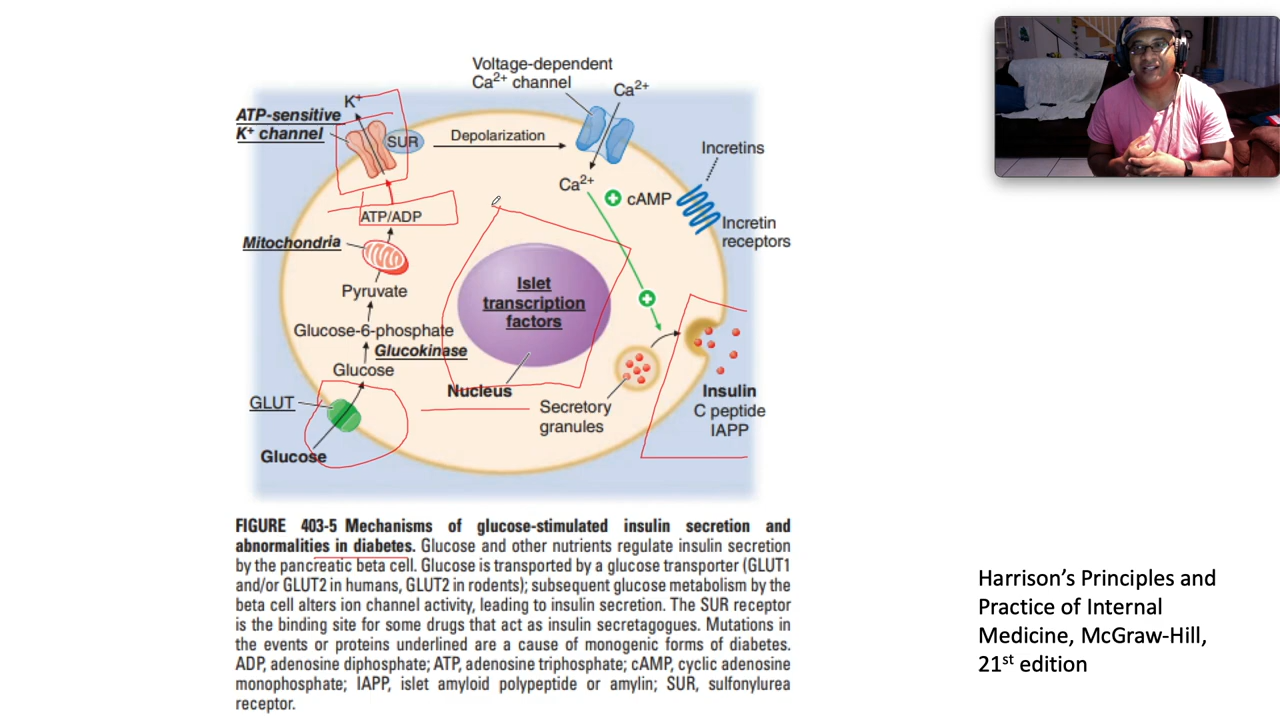 Voltage-dependent
Ca2+ channel
Ca2+
K+
ATP-sensitive
K+ channel
SUR
Depolarization
Incretins
Ca2+
cAMP
ATP/ADP
Incretin
receptors
Mitochondria
Pyruvate
Islet
transcription
factors
Glucose-6-phosphate
Glucokinase
Glucose
Nucleus
Insulin
GLUT
Secretory
granules
C peptide
IAPP
Glucose
FIGURE 403-5 Mechanisms of glucose-stimulated insulin secretion and
abnormalities in diabetes. Glucose and other nutrients regulate insulin secretion
by the pancreatic beta cell. Glucose is transported by a glucose transporter (GLUT1
and/or GLUT2 in humans, GLUT2 in rodents); subsequent glucose metabolism by the
beta cell alters ion channel activity, leading to insulin secretion. The SUR receptor
is the binding site for some drugs that act as insulin secretagogues. Mutations in
the events or proteins underlined are a cause of monogenic forms of diabetes.
ADP, adenosine diphosphate; ATP, adenosine triphosphate; cAMP, cyclic adenosine
monophosphate; IAPP, islet amyloid polypeptide or amylin; SUR, sulfonylurea
receptor.
Harrison's Principles and
Practice of Internal
Medicine, McGraw-Hill,
21st edition